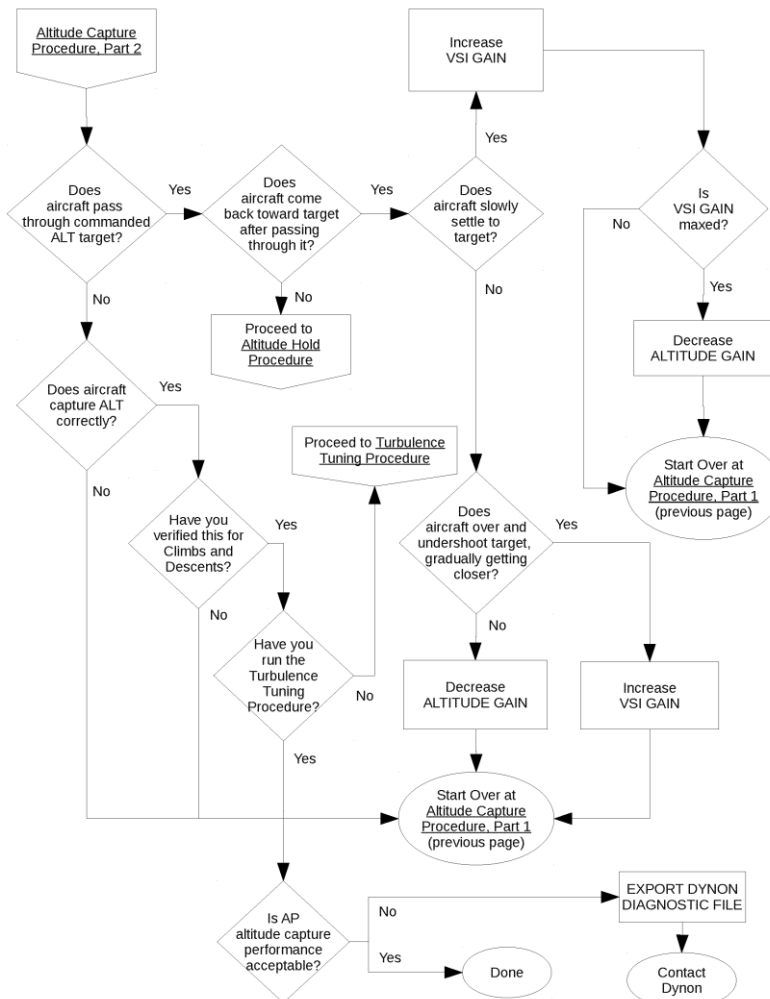 Altitude Capture
Procedure, Part 2
Increase
VSI GAIN
Yes
Does
aircraft pass
through commanded
ALT target?
Yes
Does
aircraft come
back toward target
after passing
through it?
Yes
Does
aircraft slowly
settle to
target?
Is
VSI GAIN
maxed?
No
No
No
No
Yes
Proceed to
Altitude Hold
Procedure
Decrease
ALTITUDE GAIN
Does aircraft
capture ALT
correctly?
Yes
Proceed to Turbulence
Tuning Procedure
Start Over at
Altitude Capture
Procedure, Part 1
(previous page)
No
Have you
verified this for
Climbs and
Descents?
Yes
Does
aircraft over and
undershoot target,
gradually getting
closer?
Yes
No
No
Have you
run the
Turbulence
Tuning
Procedure?
No
Decrease
ALTITUDE GAIN
Increase
VSI GAIN
Yes
Start Over at
Altitude Capture
Procedure, Part 1
(previous page)
Is AP
altitude capture
performance
acceptable?
No
EXPORT DYNON
DIAGNOSTIC FILE
Yes
Done
Contact
Dynon